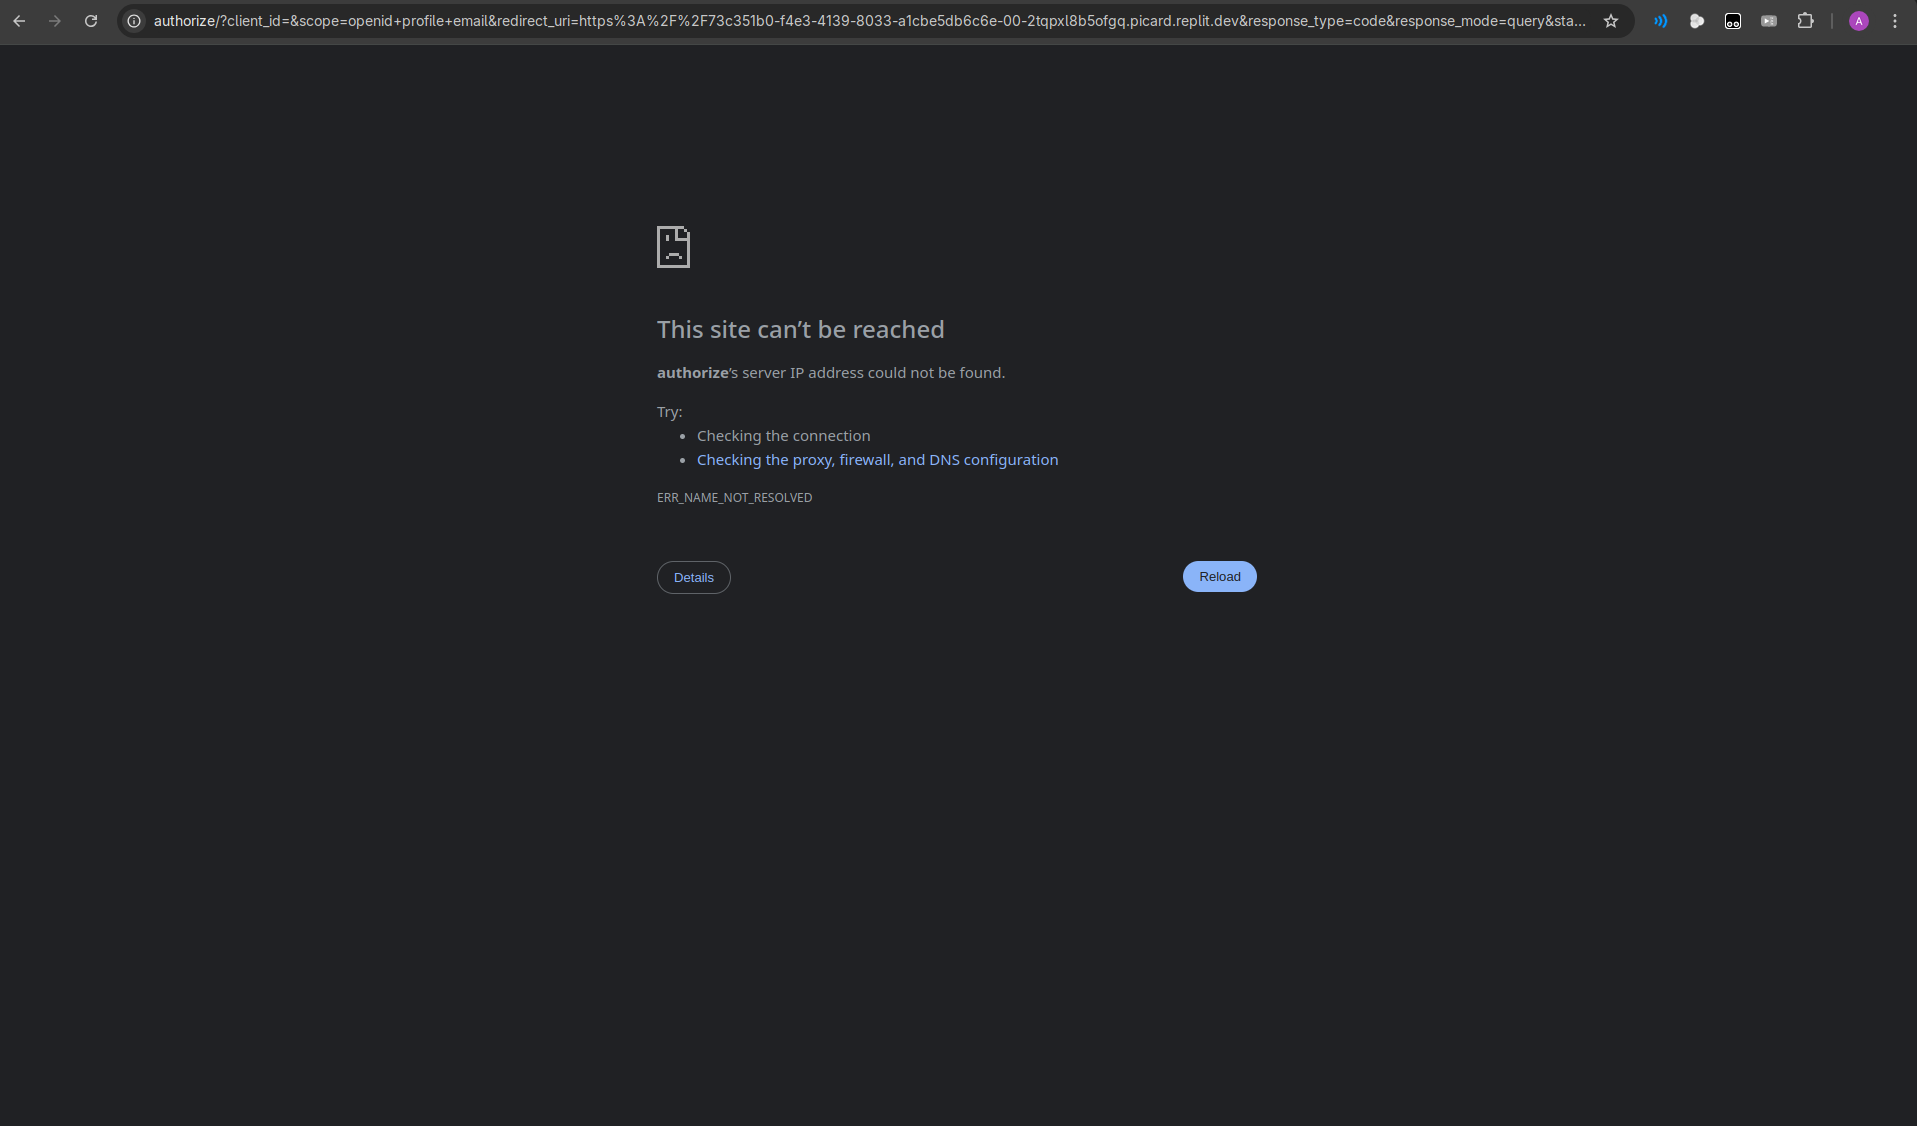 authorize/?client_id=&scope=openid+profile+email&redirect_uri=https%3A%2F%2F73c351b0-f4e3-4139-8033-a1cbe5db6c6e-00-2tqpxl8b5ofgq.picard.replit.dev&response_type=code&response_mode=query&sta...
A
This site can’t be reached
authorize’s server IP address could not be found.
Try:
• Checking the connection
• Checking the proxy, firewall, and DNS configuration
ERR_NAME_NOT_RESOLVED
Details
Reload